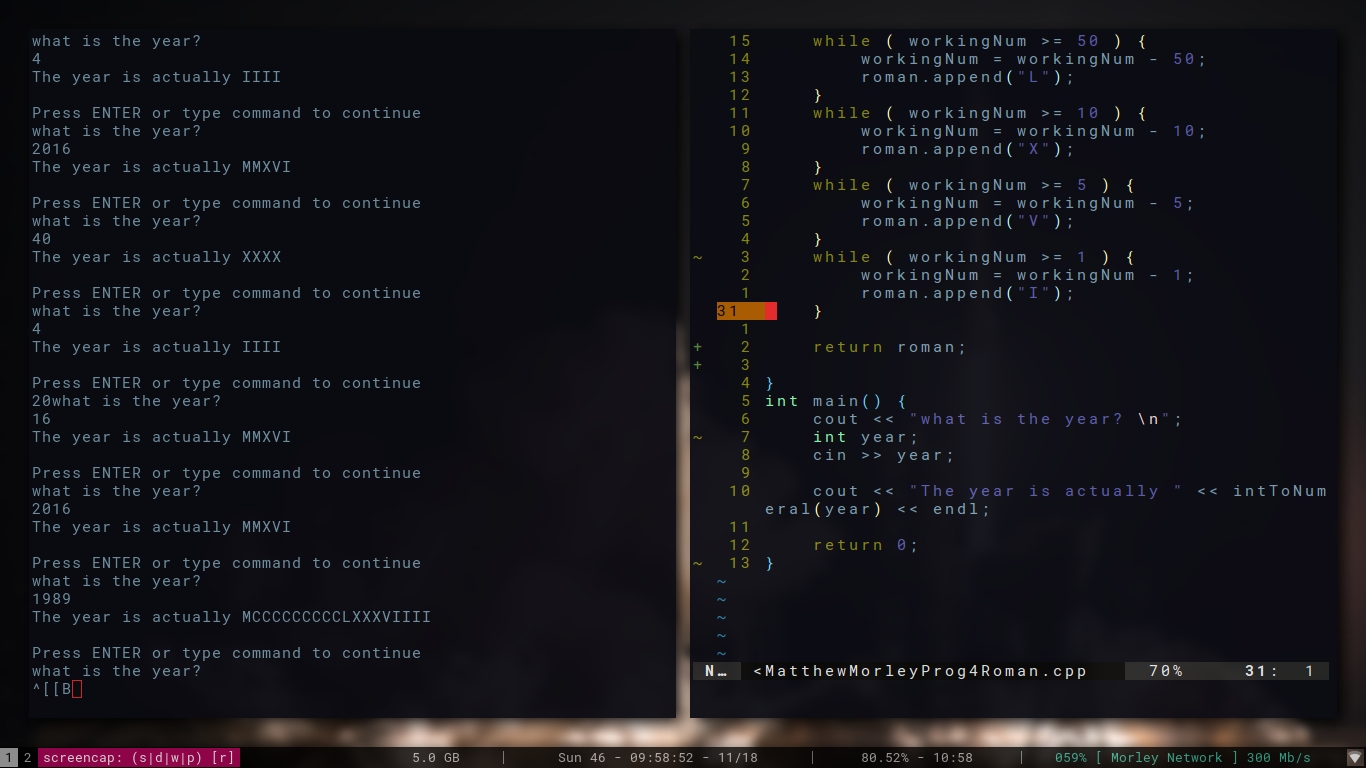 what is the year?
4
The year is actually IIII
Press ENTER or type command to continue
what is the year?
2016
The year is actually MMXVI
Press ENTER or type command to continue
what is the year?
40
The year is actually XXXX
Press ENTER or type command to continue
what is the year?
4
The year is actually IIII
Press ENTER or type command to continue
20what is the year?
16
The year is actually MMXVI
Press ENTER or type command to continue
what is the year?
2016
The year is actually MMXVI
Press ENTER or type command to continue
what is the year?
1989
The year is actually MCCCCCCCCCLXXXVIIII
Press ENTER or type command to continue
what is the year?
^[[B
15 while ( workingNum >= 50 ) {
14 workingNum = workingNum - 50;
13 roman.append("L");
12 }
11 while ( workingNum >= 10 ) {
10 workingNum = workingNum - 10;
9 roman.append("X");
8 }
7 while ( workingNum >= 5 ) {
6 workingNum = workingNum - 5;
5 roman.append("V");
4 }
~ 3 while ( workingNum >= 1 ) {
2 workingNum = workingNum - 1;
1 roman.append("I");
31 }
1
+ 2 return roman;
+ 3
4 }
5 int main() {
6 cout << "what is the year? \n";
~ 7 int year;
8 cin >> year;
9
10 cout << "The year is actually " << intToNum
eral(year) << endl;
11
12 return 0;
~ 13 }
~
~
~
~
~
N… <MatthewMorleyProg4Roman.cpp 70% 31: 1
1 2 screencap: (s|d|w|p) [r] 5.0 GB | Sun 46 - 09:58:52 - 11/18 | 80.52% - 10:58 | 059% [ Morley Network ] 300 Mb/s